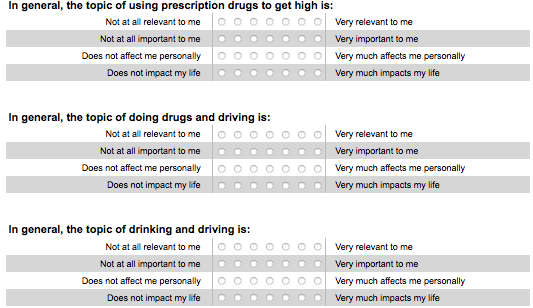 In general, the topic of using prescription drugs to get high is:
Not at all relevant to me Very relevant to me
Not at all important to me Very important to me
Does not affect me personally Very much affects me personally
Does not impact my life Very much impacts my life
In general, the topic of doing drugs and driving is:
Not at all relevant to me Very relevant to me
Not at all important to me Very important to me
Does not affect me personally Very much affects me personally
Does not impact my life Very much impacts my life
In general, the topic of drinking and driving is:
Not at all relevant to me Very relevant to me
Not at all important to me Very important to me
Does not affect me personally Very much affects me personally
Does not impact my life Very much impacts my life